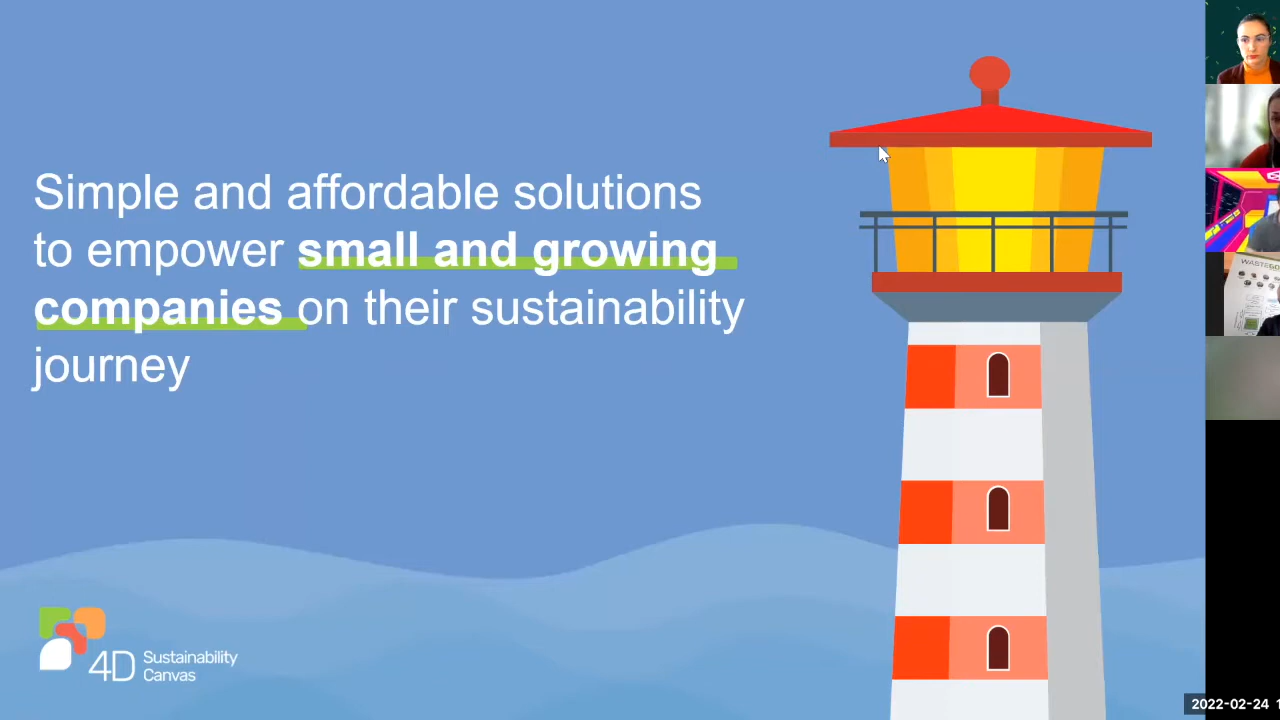 Simple and affordable solutions
to empower small and growing
companies on their sustainability
journey
4D Sustainability
Canvas
2022-02-24